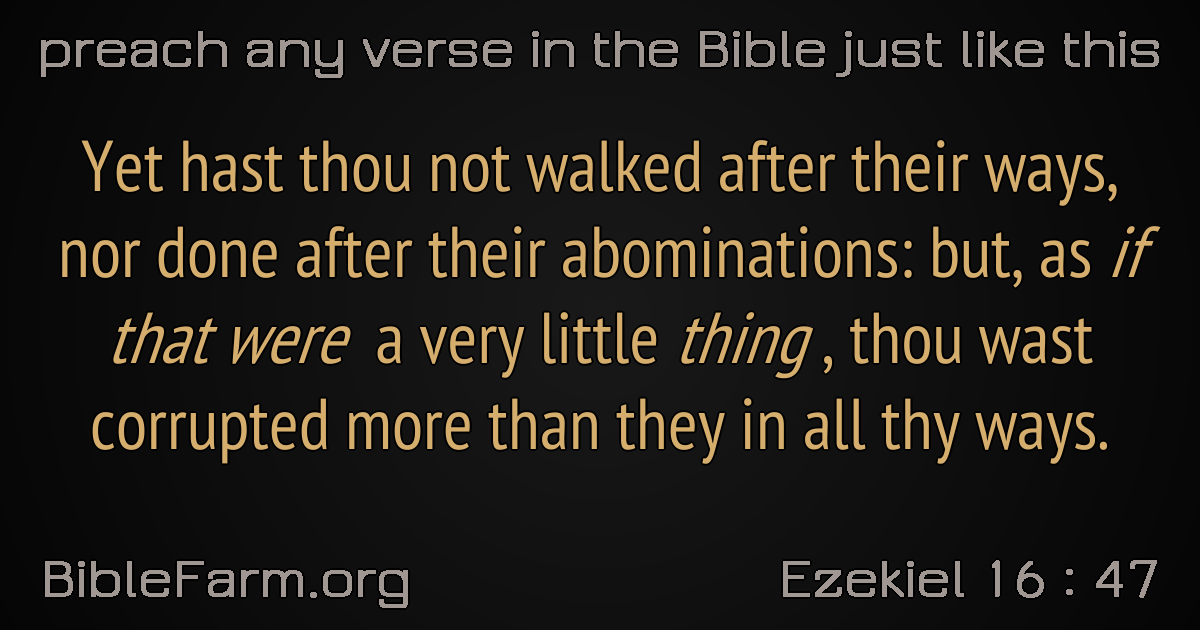 preach any verse in the Bible just like this
Yet hast thou not walked after their ways,
nor done after their abominations: but, as if
that were a very little thing , thou wast
corrupted more than they in all thy ways.
BibleFarm.org
Ezekiel 16 : 47